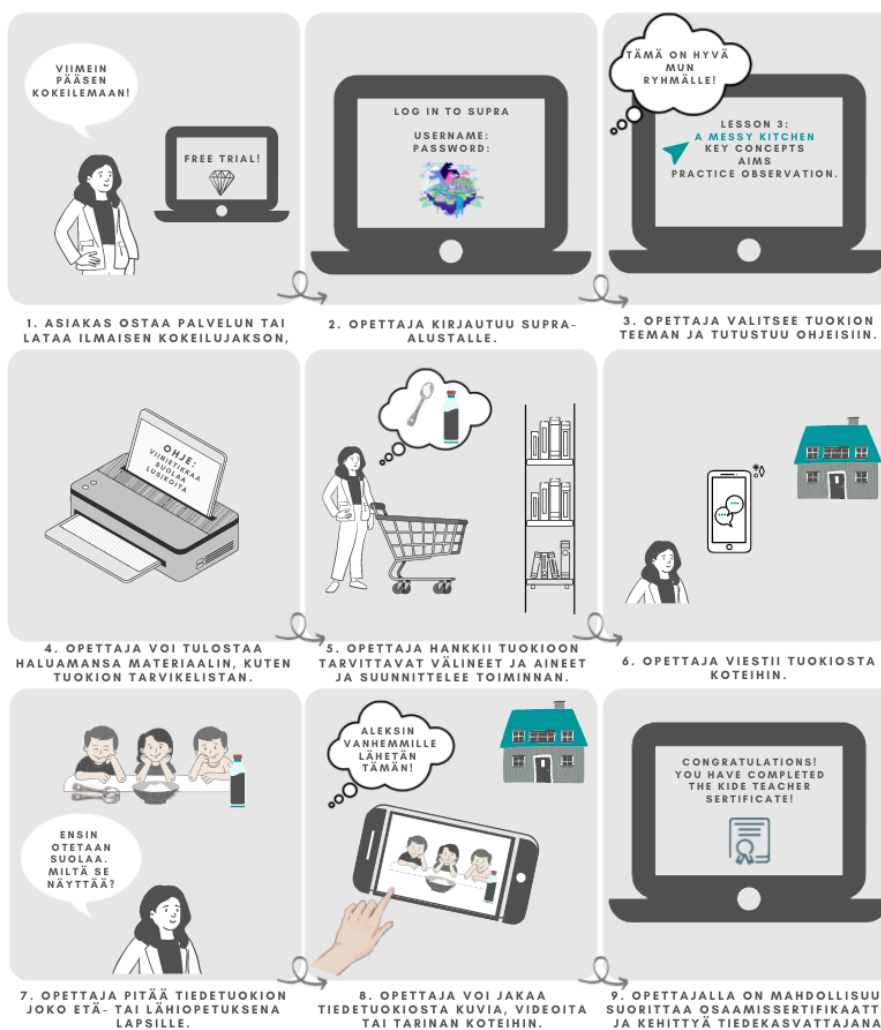 VIIMEIN
PÄÄSEN
KOKEILEMAAN!
FREE TRIAL!
1. ASIAKAS OSTAA PALVELUN TAI
LATAA ILMAISEN KOKEILUJAKSON,
LOG IN TO SUPRA
USERNAME:
PASSWORD:
2. OPETTAJA KIRJAUTUU SUPRA-
ALUSTALLE.
TÄMÄ ON HYVÄ
MUN
RYHMÄLLE!
LESSON 3:
A MESSY KITCHEN
KEY CONCEPTS
AIMS
PRACTICE OBSERVATION.
3. OPETTAJA VALITSEE TUOKION
TEEMAN JA TUTUSTUU OHJEISIIN.
OHJE:
VIINIETIKKAA
SUOLAA
LUSIKOITA
4. OPETTAJA VOI TULOSTAA
HALUAMANSA MATERIAALIN, KUTEN
TUOKION TARVIKELISTAN.
5. OPETTAJA HANKKII TUOKIOON
TARVITTAVAT VÄLINEET JA AINEET
JA SUUNNITTELEE TOIMINNAN.
6. OPETTAJA VIESTII TUOKIOSTA
KOTEIHIN.
ENSIN
OTETAAN
SUOLAA.
MILTÄ SE
NÄYTTÄÄ?
7. OPETTAJA PITÄÄ TIEDETUOKION
JOKO ETÄ- TAI LÄHIOPETUKSENA
LAPSILLE.
ALEKSIN
VANHEMMILLE
LÄHETÄN
TÄMÄN!
8. OPETTAJA VOI JAKAA
TIEDETUOKIOSTA KUVIA, VIDEOITA
TAI TARINAN KOTEIHIN.
CONGRATULATIONS!
YOU HAVE COMPLETED
THE KIDE TEACHER
SERTIFICATE!
9. OPETTAJALLA ON MAHDOLLISUU
SUORITTAA OSAAMISSERTIFIKAATT
JA KEHITTYÄ TIEDEKASVATTAJANA